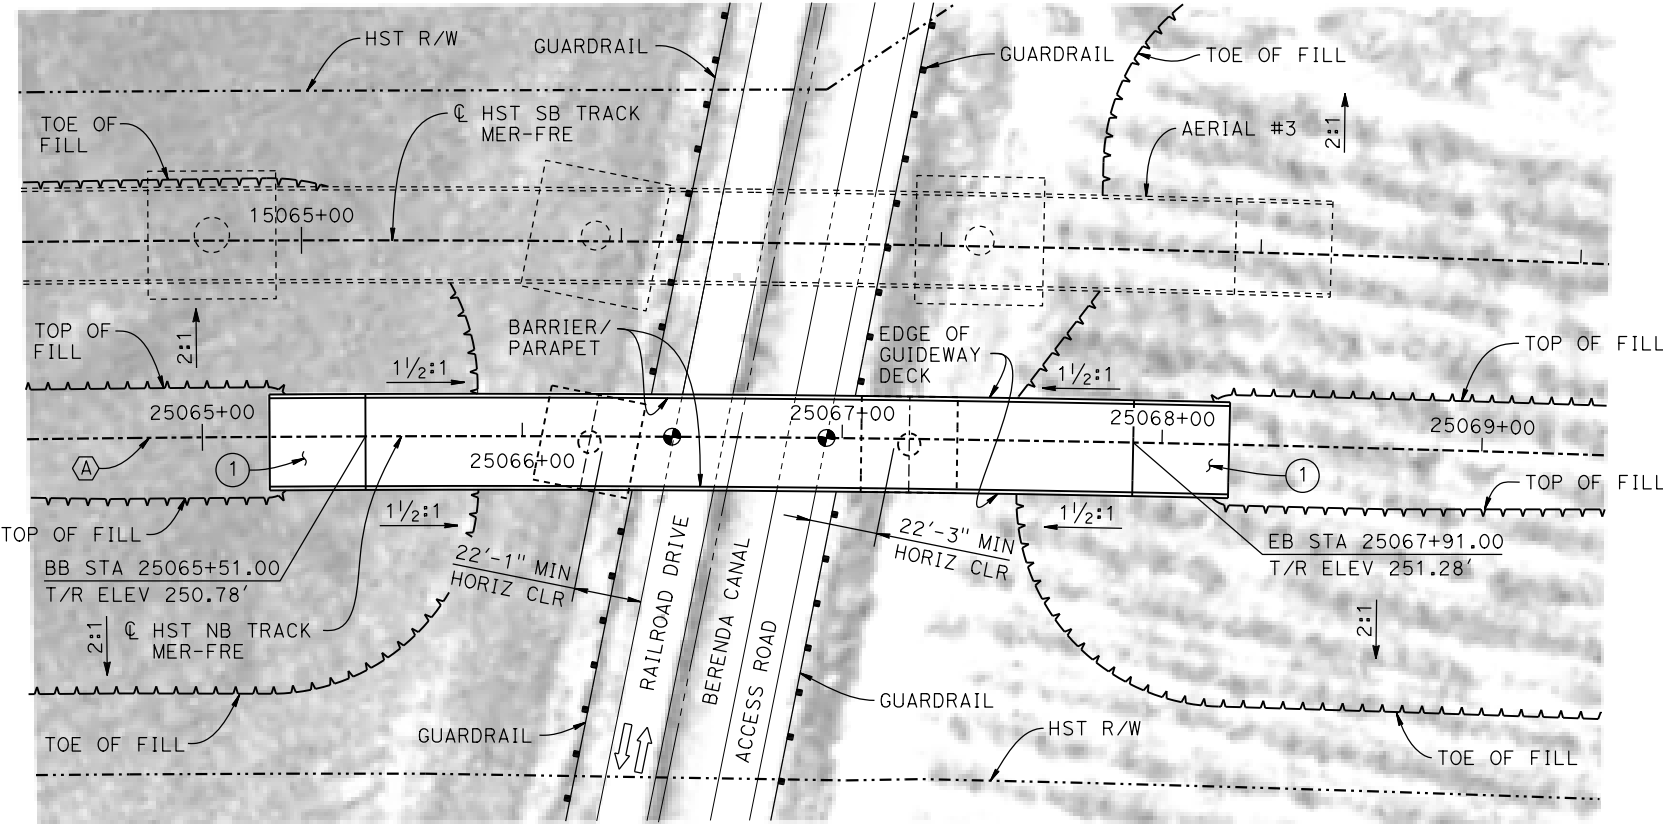 HST R/W
GUARDRAIL
GUARDRAIL
TOE OF FILL
℄ HST SB TRACK
MER-FRE
TOE OF
FILL
AERIAL #3
2:1
15065+00
TOP OF
FILL
2:1
BARRIER/
PARAPET
EDGE OF
GUIDEWAY
DECK
1½:1
1½:1
TOP OF FILL
25065+00
25067+00
25068+00
25069+00
A
1
25066+00
1
TOP OF FILL
1½:1
1½:1
TOP OF FILL
22'-1" MIN
HORIZ CLR
22'-3" MIN
HORIZ CLR
BB STA 25065+51.00
T/R ELEV 250.78'
EB STA 25067+91.00
T/R ELEV 251.28'
2:1
℄ HST NB TRACK
MER-FRE
RAILROAD DRIVE
BERENDA CANAL
ACCESS ROAD
2:1
GUARDRAIL
GUARDRAIL
TOE OF FILL
HST R/W
TOE OF FILL